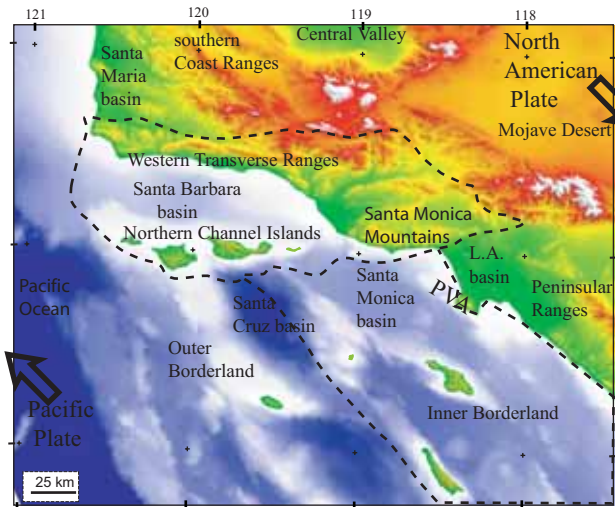 121
120
119
118
Santa
Maria
basin
southern
Coast Ranges
Central Valley
North
American
Plate
Mojave Desert
Western Transverse Ranges
Santa Barbara
basin
Northern Channel Islands
Santa Monica
Mountains
L.A.
basin
Peninsular
Ranges
PVA
Pacific
Ocean
Santa
Cruz basin
Santa
Monica
basin
Outer
Borderland
Inner Borderland
Pacific
Plate
25 km